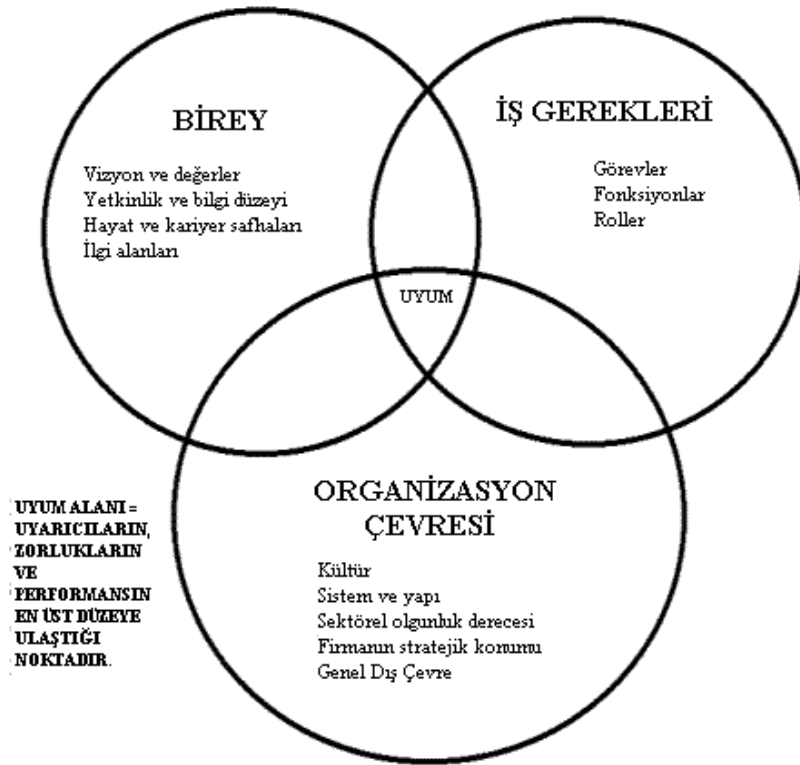 BİREY
Vizyon ve değerler
Yetkinlik ve bilgi düzeyi
Hayat ve kariyer safhaları
İlgi alanları
İŞ GEREKLERİ
Görevler
Fonksiyonlar
Roller
UYUM
ORGANİZASYON
ÇEVRESİ
Kültür
Sistem ve yapı
Sektörel olgunluk derecesi
Firmanın stratejik konumu
Genel Dış Çevre
UYUM ALANI =
UYARICILARIN,
ZORLUKLARIN
VE
PERFORMANSIN
EN ÜST DÜZEYE
ULAŞTIĞI
NOKTADIR.